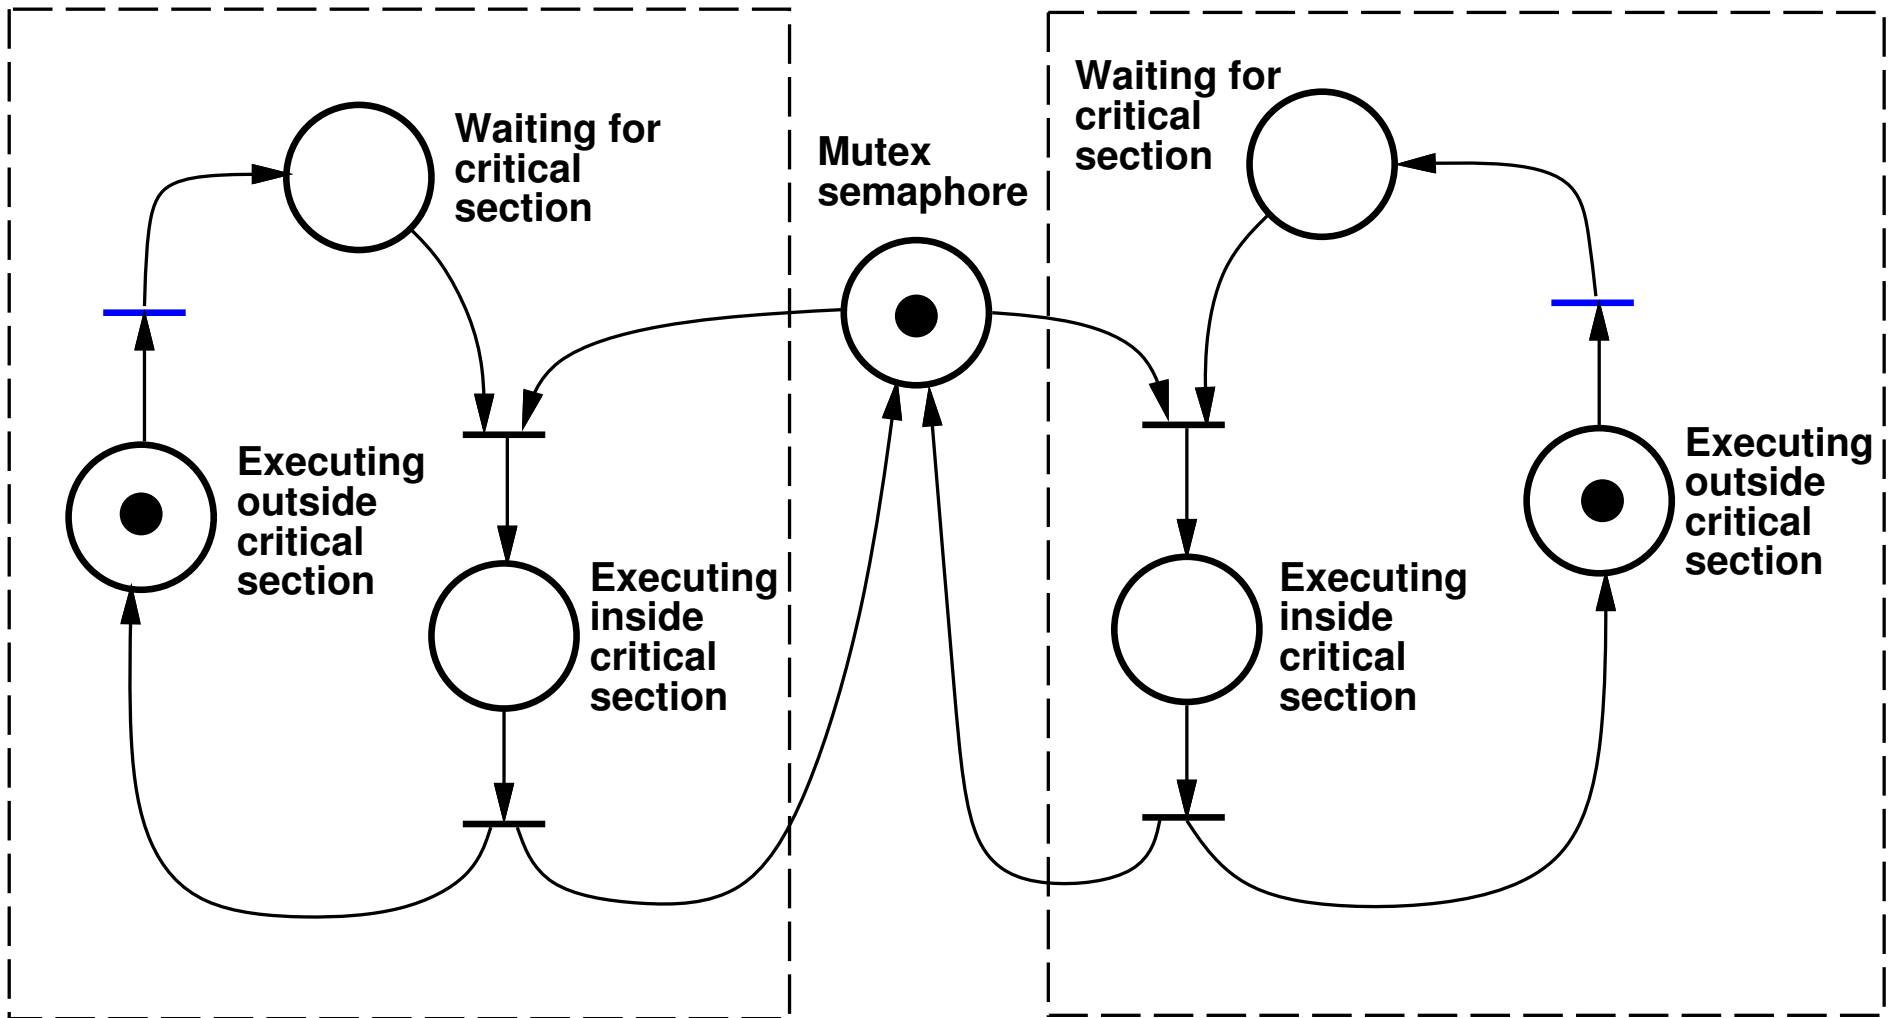 Waiting for
critical
section
Mutex
semaphore
Waiting for
critical
section
Executing
outside
critical
section
Executing
inside
critical
section
Executing
inside
critical
section
Executing
outside
critical
section